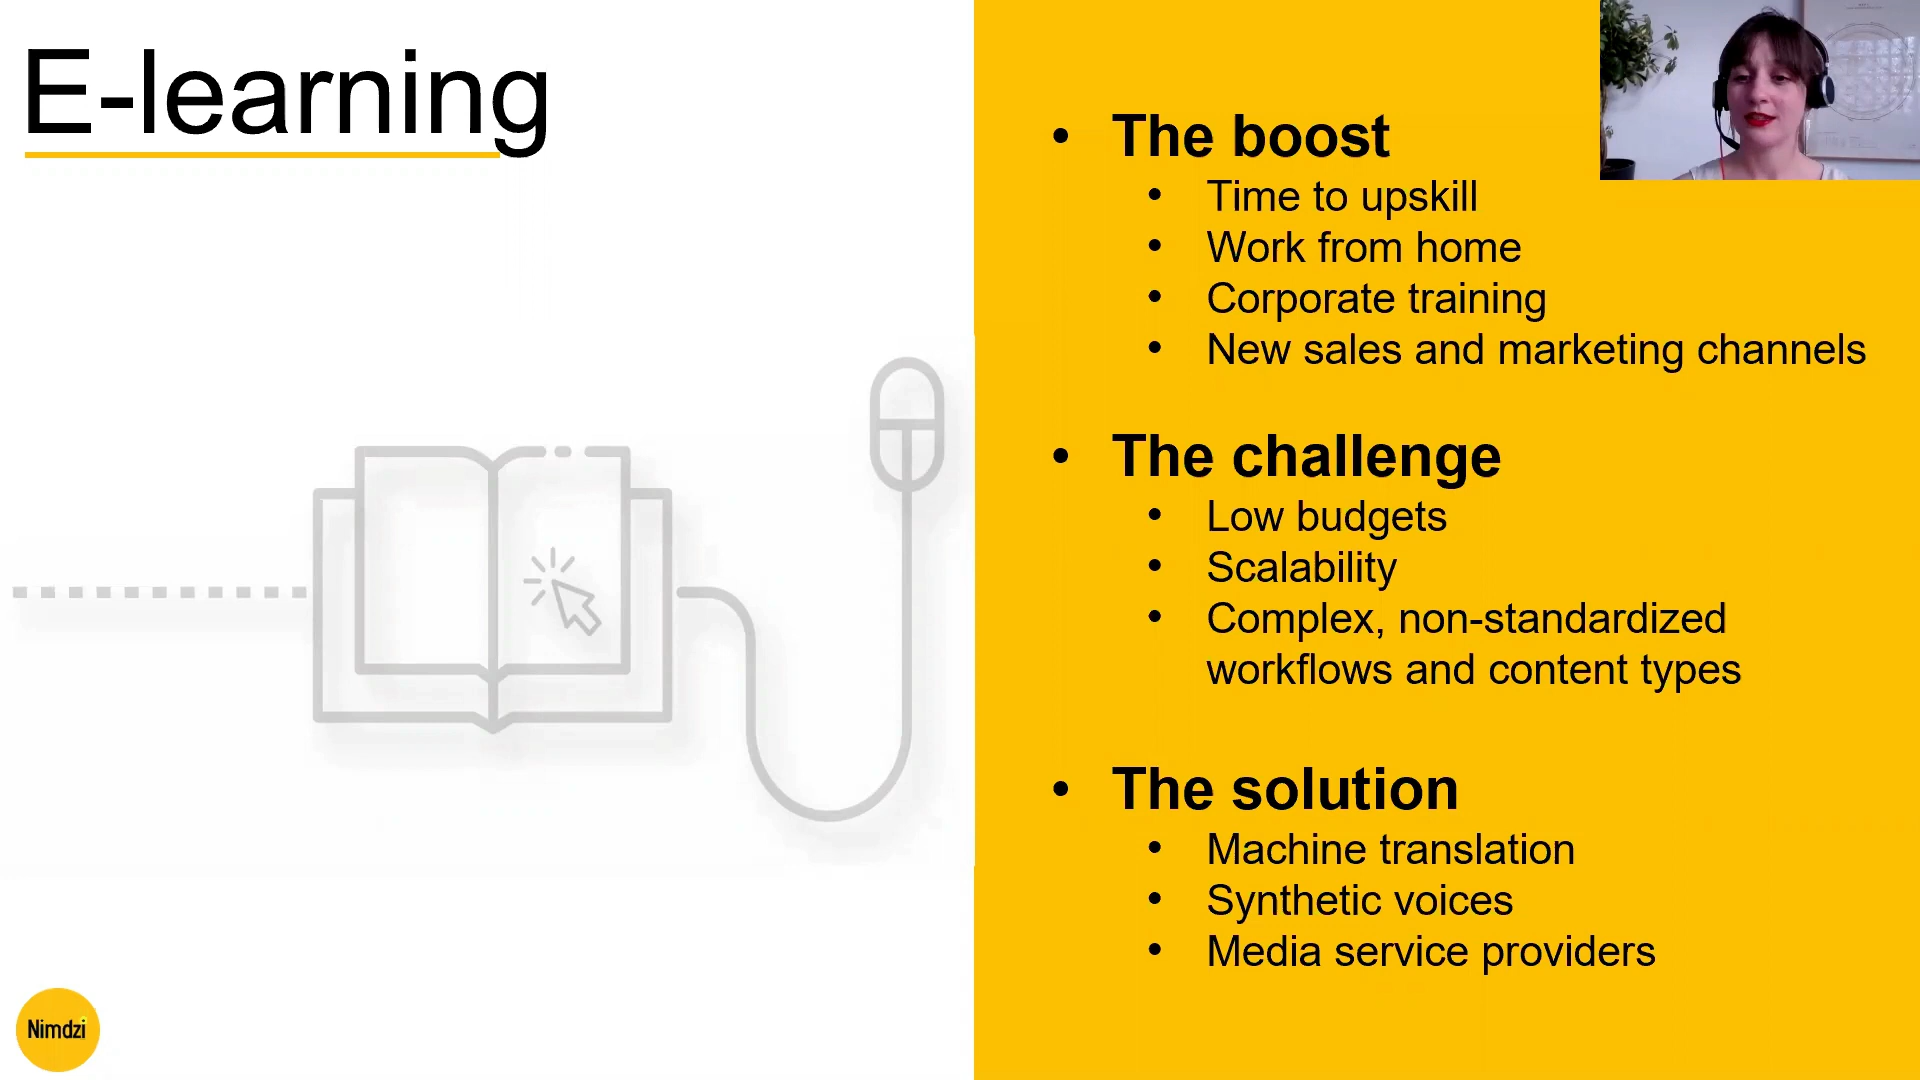 E-learning
• The boost
• Time to upskill
• Work from home
• Corporate training
• New sales and marketing channels
• The challenge
• Low budgets
• Scalability
• Complex, non-standardized
workflows and content types
• The solution
• Machine translation
• Synthetic voices
• Media service providers
Nimdzi